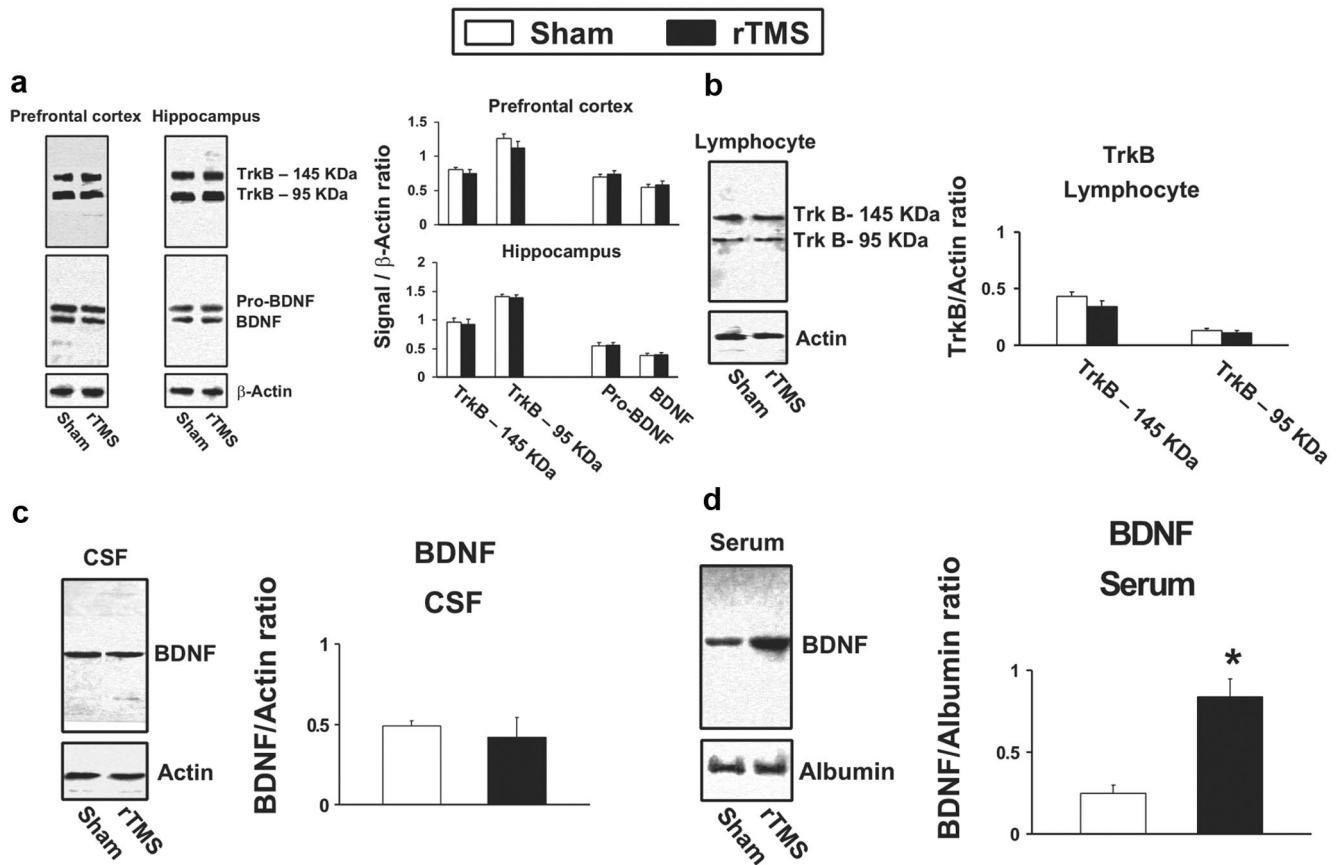 Sham rTMS
a
Prefrontal cortex Hippocampus
TrkB – 145 KDa
TrkB – 95 KDa
Pro-BDNF
BDNF
β-Actin
Sham rTMS Sham rTMS
Signal / β-Actin ratio
Prefrontal cortex
1.5
1
0.5
0
Hippocampus
2
1.5
1
0.5
0
TrkB – 145 KDa TrkB – 95 KDa Pro-BDNF BDNF
b
Lymphocyte
Trk B- 145 KDa
Trk B- 95 KDa
Actin
Sham rTMS
TrkB
Lymphocyte
TrkB/Actin ratio
1
0.5
0
TrkB – 145 KDa TrkB – 95 KDa
c
CSF
BDNF
Actin
Sham rTMS
BDNF
CSF
BDNF/Actin ratio
1
0.5
0
d
Serum
BDNF
Albumin
Sham rTMS
BDNF
Serum
BDNF/Albumin ratio
1
0.5
0
*